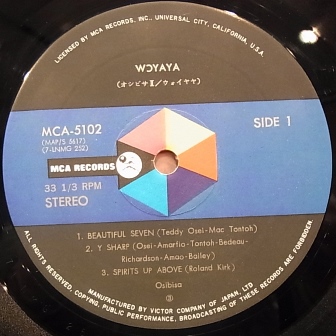 LICENSED BY MCA RECORDS, INC., UNIVERSAL CITY, CALIFORNIA, U.S.A.
WOYAYA
(オシビサⅡ/ウォイヤヤ)
MCA-5102
(MAP/S 5617)
(7-LNMG 252)
SIDE 1
MCA RECORDS
33 1/3 RPM
STEREO
1. BEAUTIFUL SEVEN (Teddy Osei-Mac Tontoh)
2. Y SHARP (Osei-Amarfio-Tontoh-Bedeau-
Richardson-Amao-Bailey)
3. SPIRITS UP ABOVE (Roland Kirk)
Osibisa
MANUFACTURED BY VICTOR COMPANY OF JAPAN, LTD
ALL RIGHTS RESERVED. COPYING, PUBLIC PERFORMANCE, BROADCASTING OF THESE RECORDS ARE FORBIDDEN.